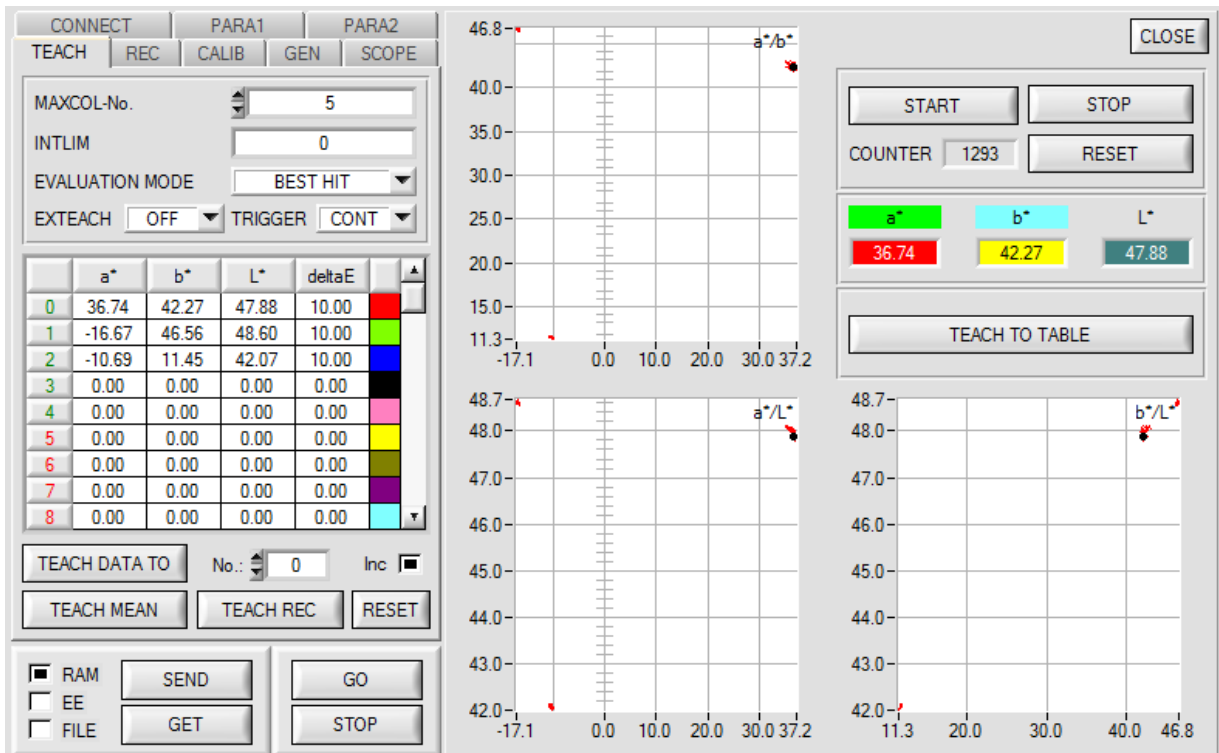 CONNECT PARA1 PARA2
TEACH REC CALIB GEN SCOPE
MAXCOL-No. 5
INTLIM 0
EVALUATION MODE BEST HIT
EXTEACH OFF TRIGGER CONT
a* b* L* deltaE
0 36.74 42.27 47.88 10.00
1 -16.67 46.56 48.60 10.00
2 -10.69 11.45 42.07 10.00
3 0.00 0.00 0.00 0.00
4 0.00 0.00 0.00 0.00
5 0.00 0.00 0.00 0.00
6 0.00 0.00 0.00 0.00
7 0.00 0.00 0.00 0.00
8 0.00 0.00 0.00 0.00
TEACH DATA TO No.: 0 Inc
TEACH MEAN TEACH REC RESET
RAM
EE
FILE
SEND
GET
GO
STOP
a*/b*
46.8
40.0
35.0
30.0
25.0
20.0
15.0
11.3
-17.1 0.0 10.0 20.0 30.0 37.2
a*/L*
48.7
48.0
47.0
46.0
45.0
44.0
43.0
42.0
-17.1 0.0 10.0 20.0 30.0 37.2
CLOSE
START STOP
COUNTER 1293 RESET
a* b* L*
36.74 42.27 47.88
TEACH TO TABLE
b*/L*
48.7
48.0
47.0
46.0
45.0
44.0
43.0
42.0
11.3 20.0 30.0 40.0 46.8